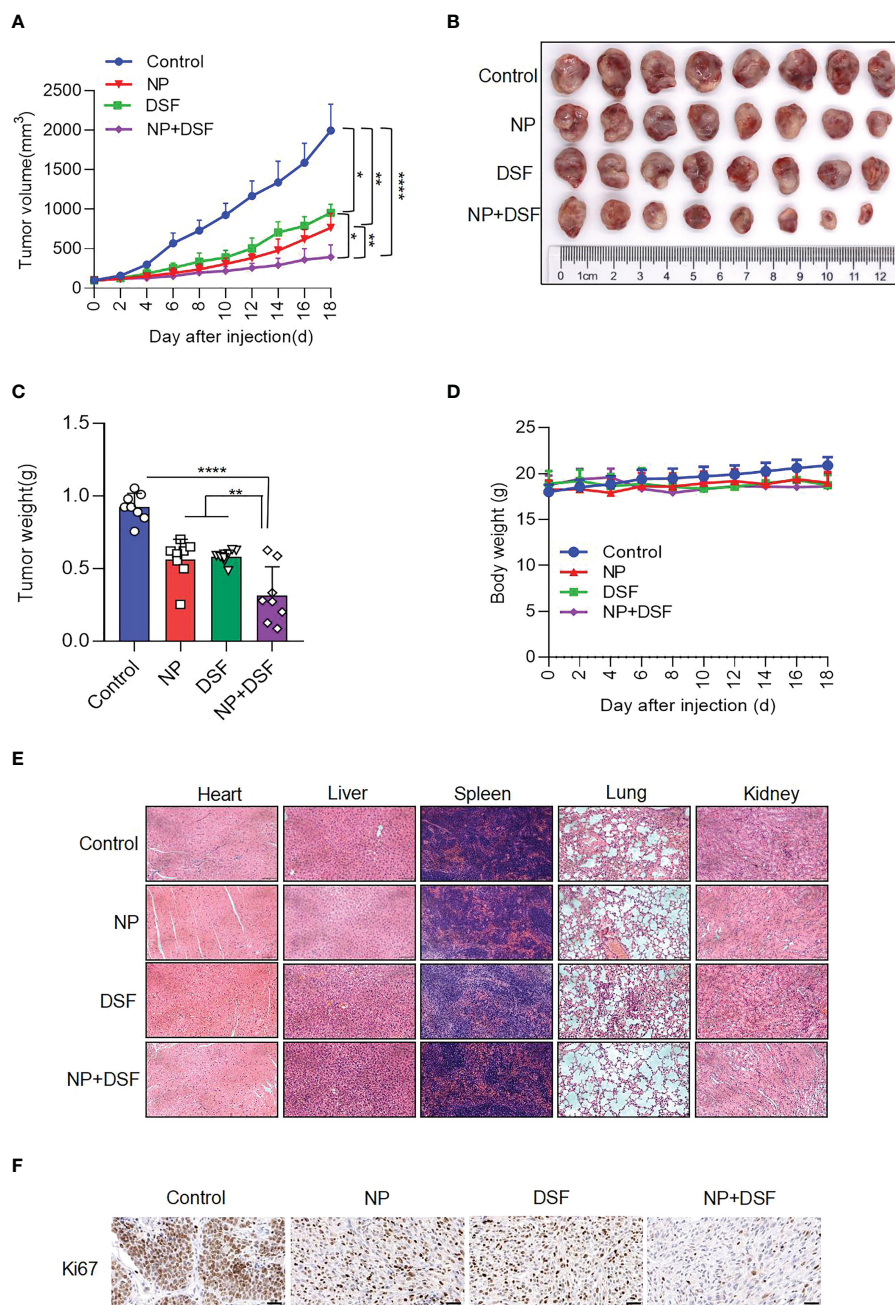 A
Control
NP
DSF
NP+DSF
Tumor volume(mm³)
2500
2000
1500
1000
500
0
0 2 4 6 8 10 12 14 16 18
Day after injection(d)
*
**
****
*
**
B
Control
NP
DSF
NP+DSF
0 1cm 2 3 4 5 6 7 8 9 10 11 12
C
Tumor weight(g)
1.5
1.0
0.5
0.0
****
**
Control NP DSF NP+DSF
D
Body weight (g)
25
20
15
10
5
0
Control
NP
DSF
NP+DSF
0 2 4 6 8 10 12 14 16 18
Day after injection (d)
E
Heart Liver Spleen Lung Kidney
Control
NP
DSF
NP+DSF
F
Control NP DSF NP+DSF
Ki67